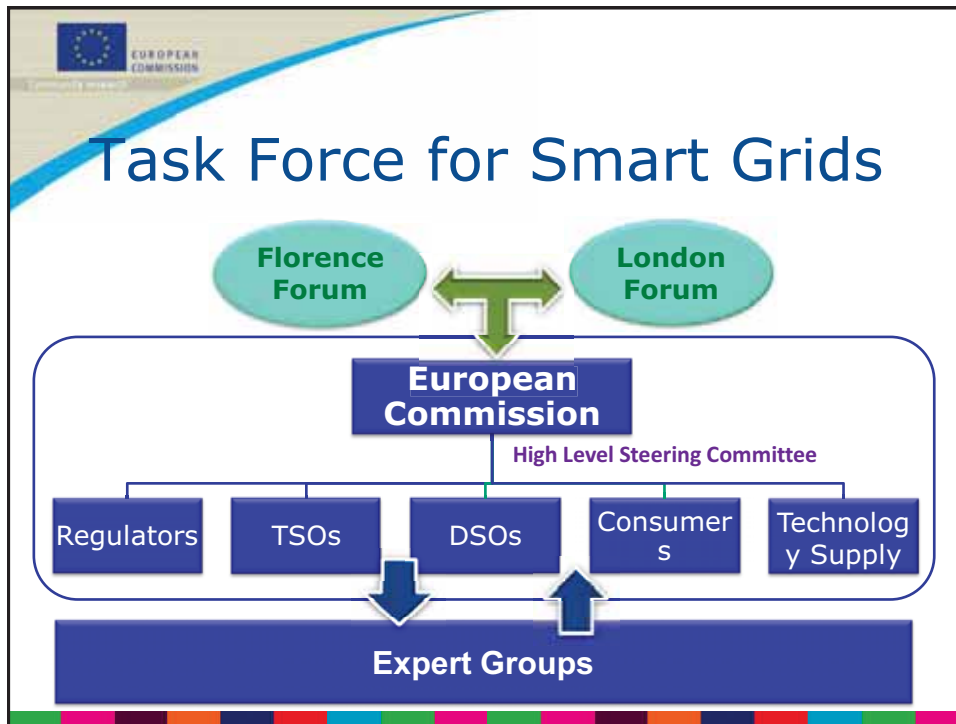 EUROPEAN
COMMISSION
Task Force for Smart Grids
Florence
Forum
London
Forum
European
Commission
High Level Steering Committee
Regulators
TSOs
DSOs
Consumer
s
Technolog
y Supply
Expert Groups